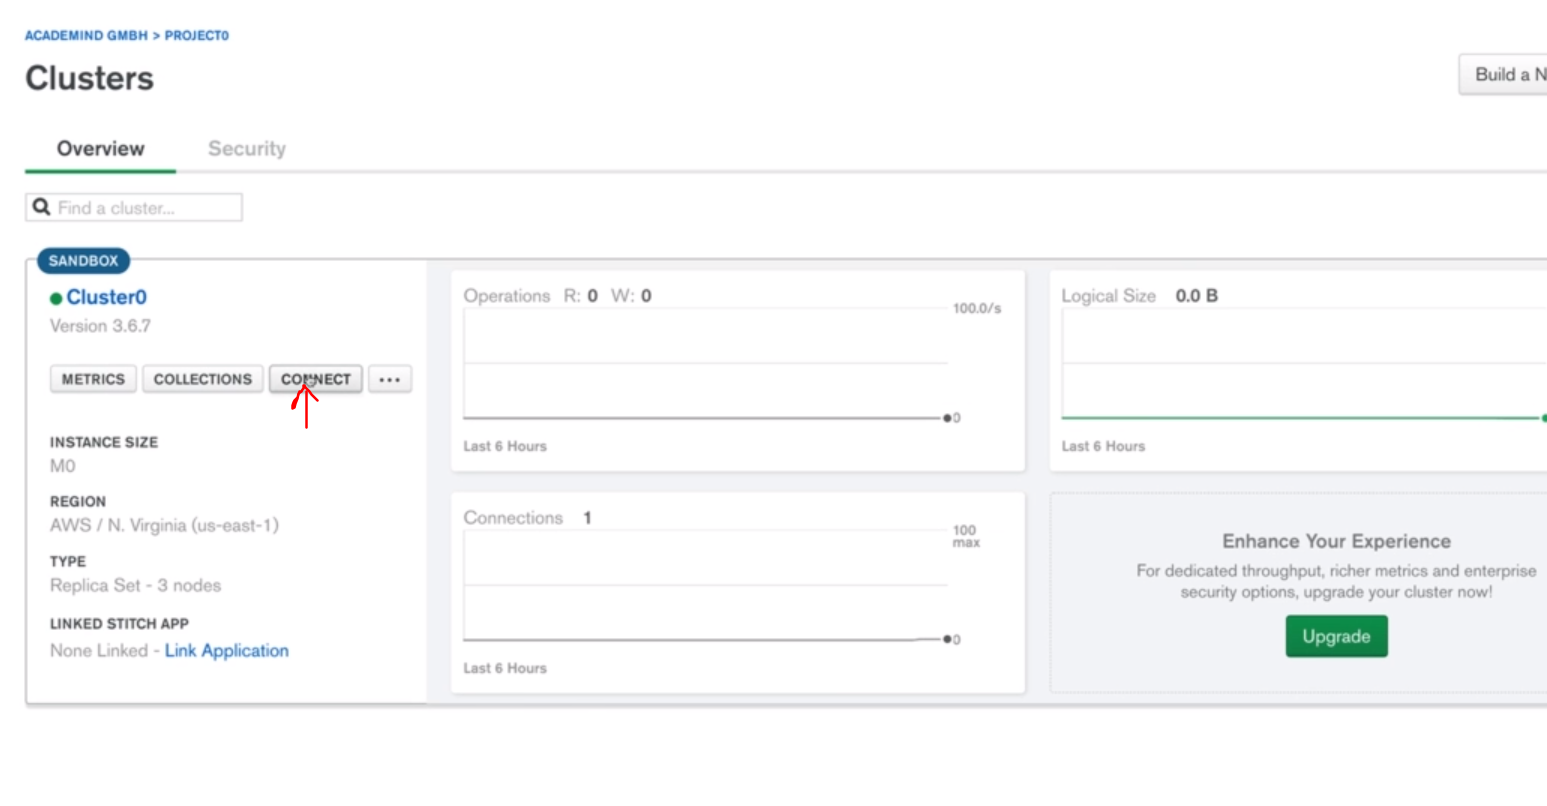 ACADEMIND GMBH > PROJECT0
Clusters
Build a N
Overview Security
Find a cluster...
SANDBOX
Cluster0
Version 3.6.7
METRICS COLLECTIONS CONNECT ...
INSTANCE SIZE
M0
REGION
AWS / N. Virginia (us-east-1)
TYPE
Replica Set - 3 nodes
LINKED STITCH APP
None Linked - Link Application
Operations R: 0 W: 0
100.0/s
0
Last 6 Hours
Logical Size 0.0 B
Last 6 Hours
Connections 1
100
max
0
Last 6 Hours
Enhance Your Experience
For dedicated throughput, richer metrics and enterprise
security options, upgrade your cluster now!
Upgrade